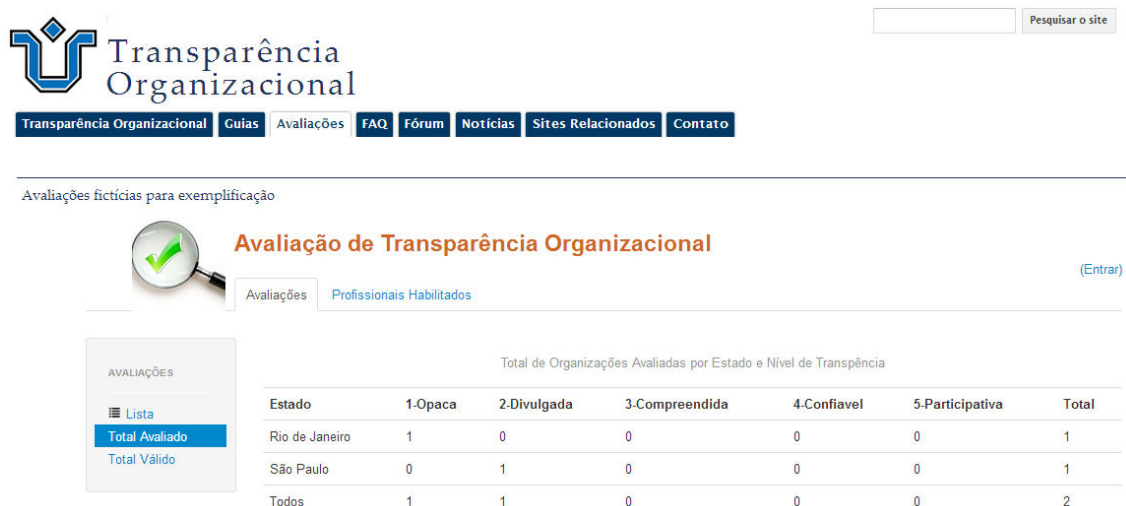 Pesquisar o site
Transparência
Organizacional
Transparência Organizacional Guias Avaliações FAQ Fórum Notícias Sites Relacionados Contato
Avaliações fictícias para exemplificação
Avaliação de Transparência Organizacional
(Entrar)
Avaliações Profissionais Habilitados
AVALIAÇÕES
Lista
Total Avaliado
Total Válido
Total de Organizações Avaliadas por Estado e Nível de Transpência
Estado 1-Opaca 2-Divulgada 3-Compreendida 4-Confiavel 5-Participativa Total
Rio de Janeiro 1 0 0 0 0 1
São Paulo 0 1 0 0 0 1
Todos 1 1 0 0 0 2